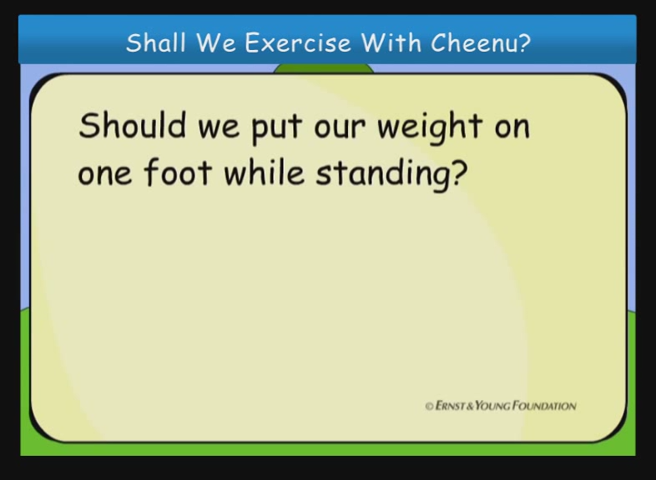 Shall We Exercise With Cheenu?
Should we put our weight on
one foot while standing?
© ERNST & YOUNG FOUNDATION